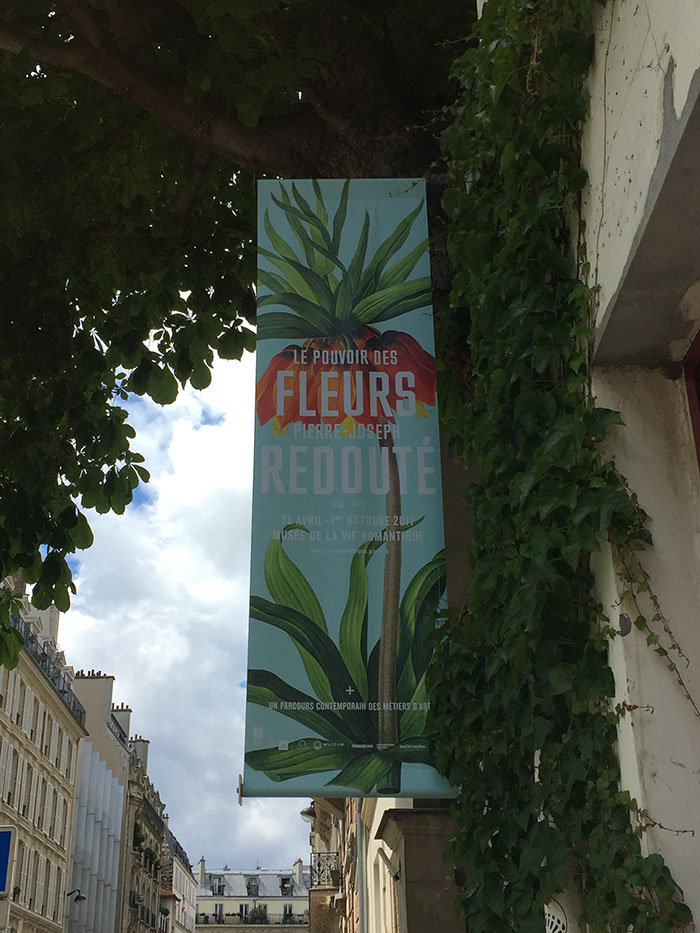 LE POUVOIR DES
FLEURS
PIERRE-JOSEPH
REDOUTÉ
26 AVRIL - 1ER OCTOBRE 2017
MUSÉE DE LA VIE ROMANTIQUE
+
UN PARCOURS CONTEMPORAIN DES MÉTIERS D'ART
MUSÉUM